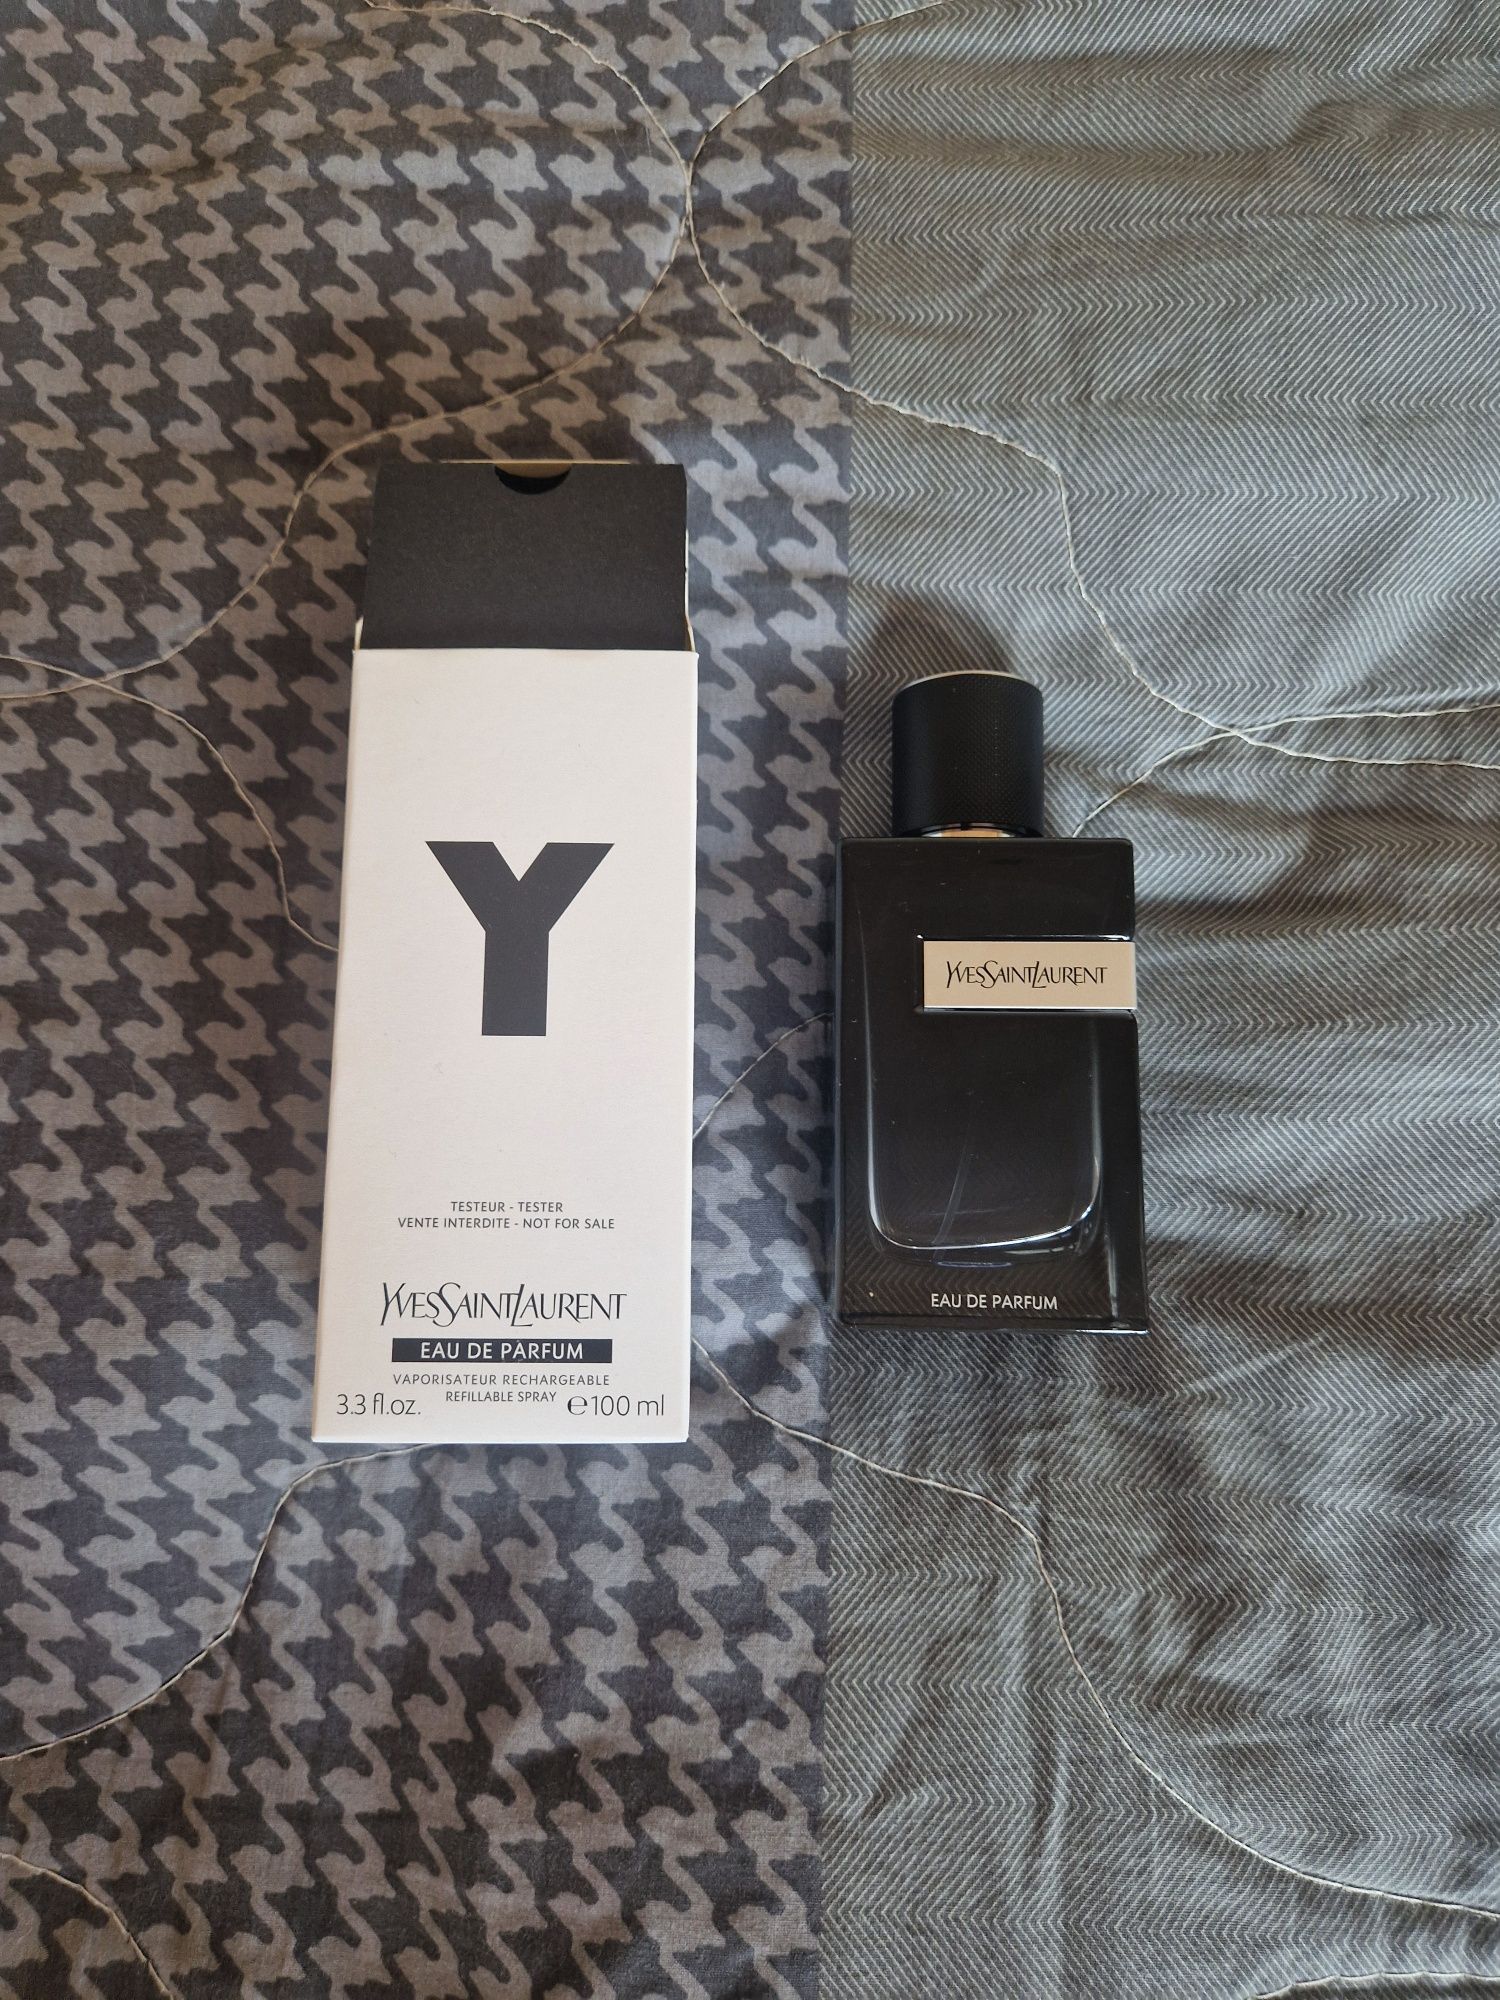 Y
TESTEUR - TESTER
VENTE INTERDITE - NOT FOR SALE
YVESSAINTLAURENT
EAU DE PARFUM
VAPORISATEUR RECHARGEABLE
REFILLABLE SPRAY
3.3 fl.oz. ℮100 ml
YVESSAINTLAURENT
EAU DE PARFUM